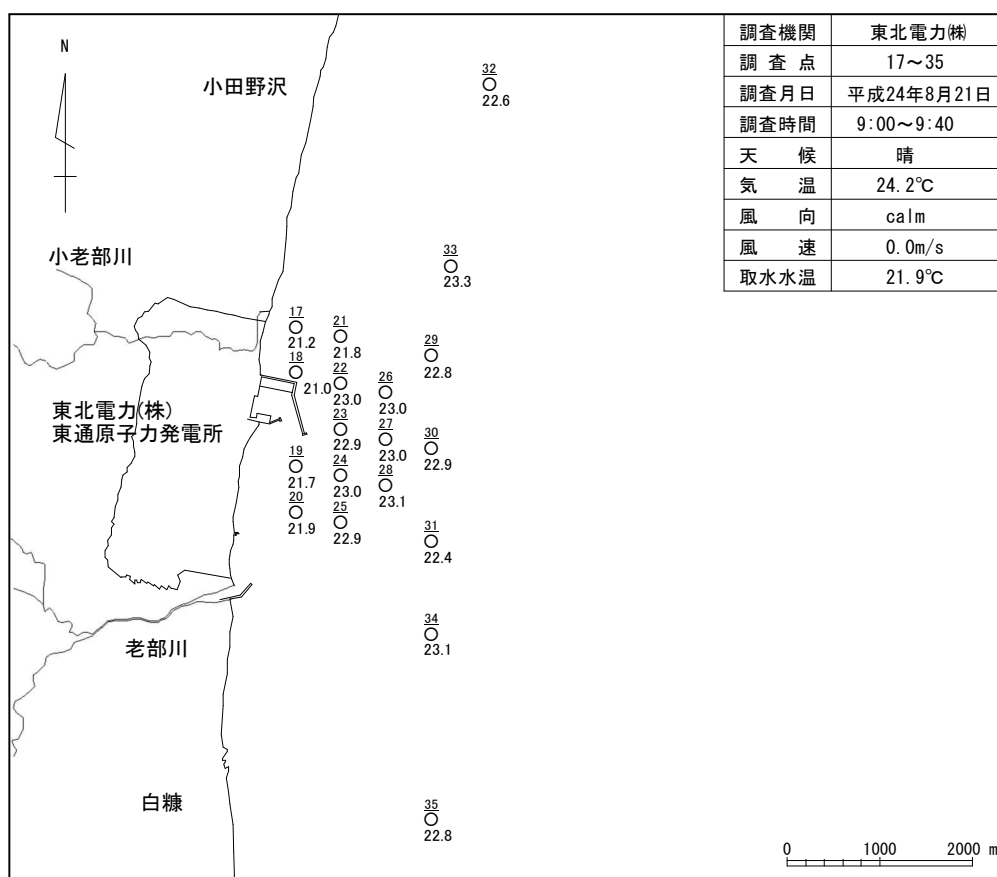 N
小田野沢
32
22.6
調査機関 東北電力㈱
調査点 17～35
調査月日 平成24年8月21日
調査時間 9:00～9:40
天候 晴
気温 24.2℃
風向 calm
風速 0.0m/s
取水水温 21.9℃
小老部川
33
23.3
17
21.2
21
21.8
29
22.8
18
21.0
22
23.0
26
23.0
東北電力(株)
東通原子力発電所
23
22.9
27
23.0
30
22.9
19
21.7
24
23.0
28
23.1
20
21.9
25
22.9
31
22.4
34
23.1
老部川
白糠
35
22.8
0 1000 2000 m